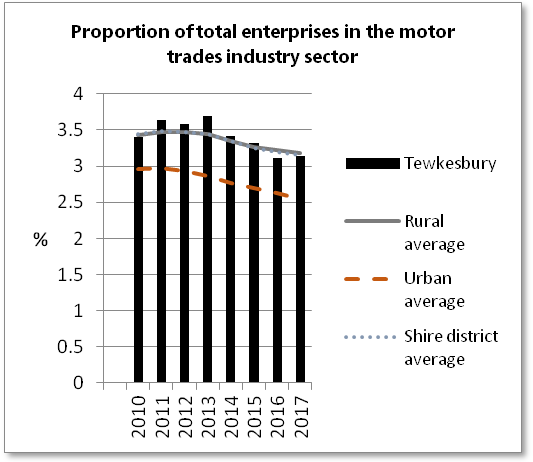 Proportion of total enterprises in the motor
trades industry sector
4
3.5
3
2.5
2
1.5
1
0.5
0
%
2010
2011
2012
2013
2014
2015
2016
2017
Tewkesbury
Rural
average
Urban
average
Shire district
average